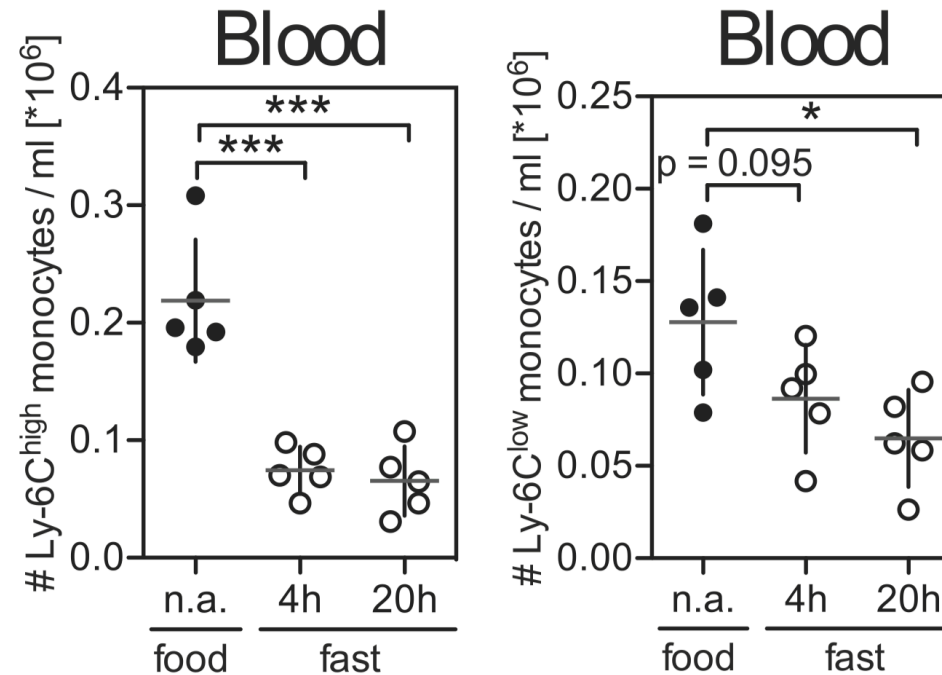 Blood
# Ly-6Chigh monocytes / ml [*10⁶]
0.4
0.3
0.2
0.1
0.0
***
***
n.a. 4h 20h
food fast
Blood
# Ly-6Clow monocytes / ml [*10⁶]
0.25
0.20
0.15
0.10
0.05
0.00
*
p = 0.095
n.a. 4h 20h
food fast